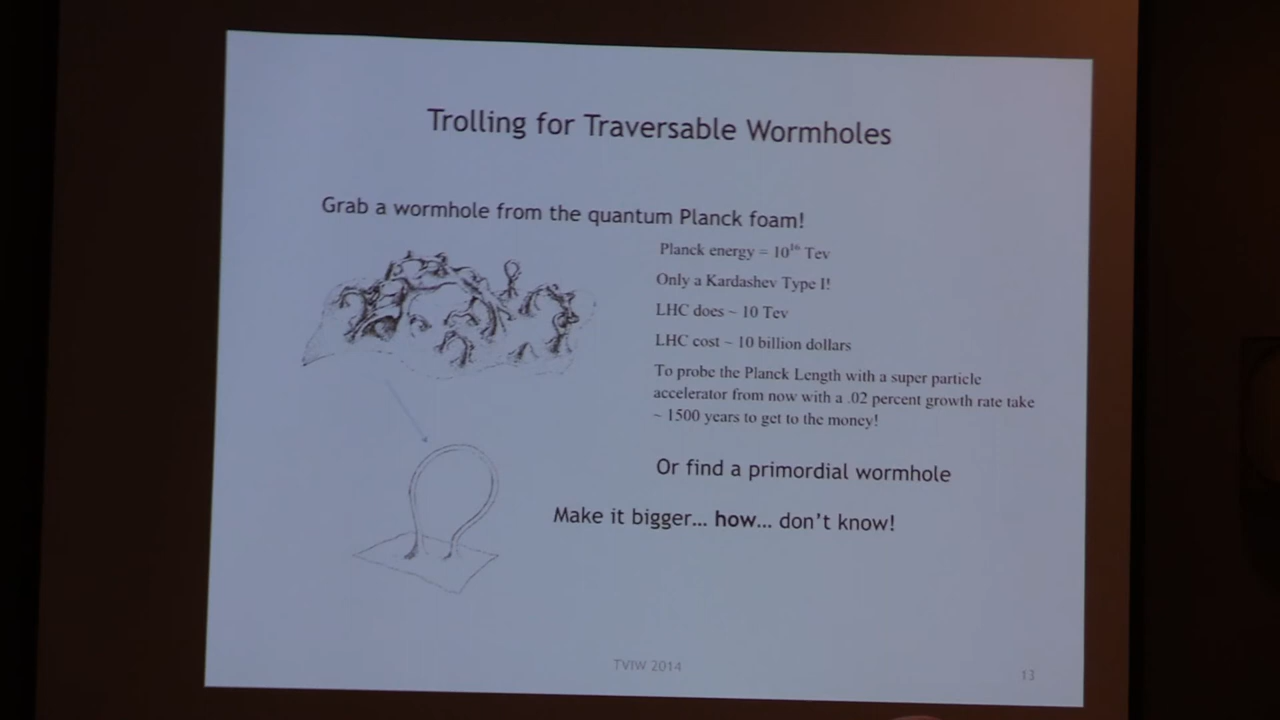 Trolling for Traversable Wormholes
Grab a wormhole from the quantum Planck foam!
Planck energy = 10¹⁶ Tev
Only a Kardashev Type I!
LHC does ~ 10 Tev
LHC cost ~ 10 billion dollars
To probe the Planck Length with a super particle
accelerator from now with a .02 percent growth rate take
~ 1500 years to get to the money!
Or find a primordial wormhole
Make it bigger... how... don't know!
TVIW 2014
13